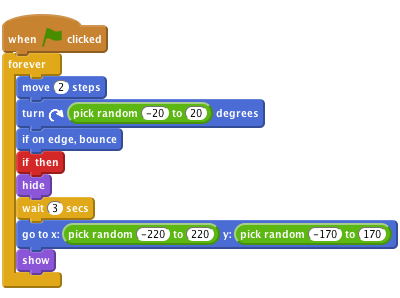 when clicked
forever
move 2 steps
turn pick random -20 to 20 degrees
if on edge, bounce
if then
hide
wait 3 secs
go to x: pick random -220 to 220 y: pick random -170 to 170
show